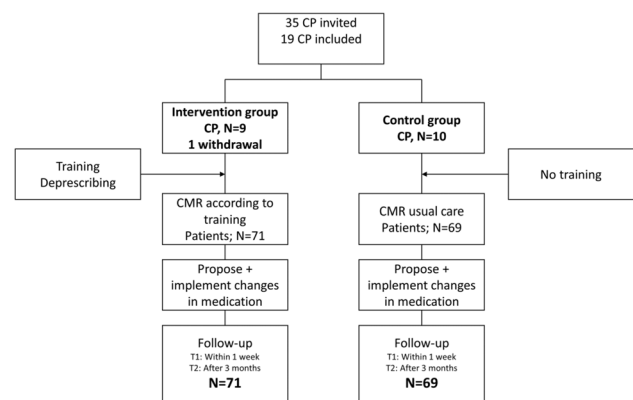 35 CP invited
19 CP included
Intervention group
CP, N=9
1 withdrawal
Control group
CP, N=10
Training
Deprescribing
No training
CMR according to
training
Patients; N=71
CMR usual care
Patients; N=69
Propose +
implement changes
in medication
Propose +
implement changes
in medication
Follow-up
T1: Within 1 week
T2: After 3 months
N=71
Follow-up
T1: Within 1 week
T2: After 3 months
N=69